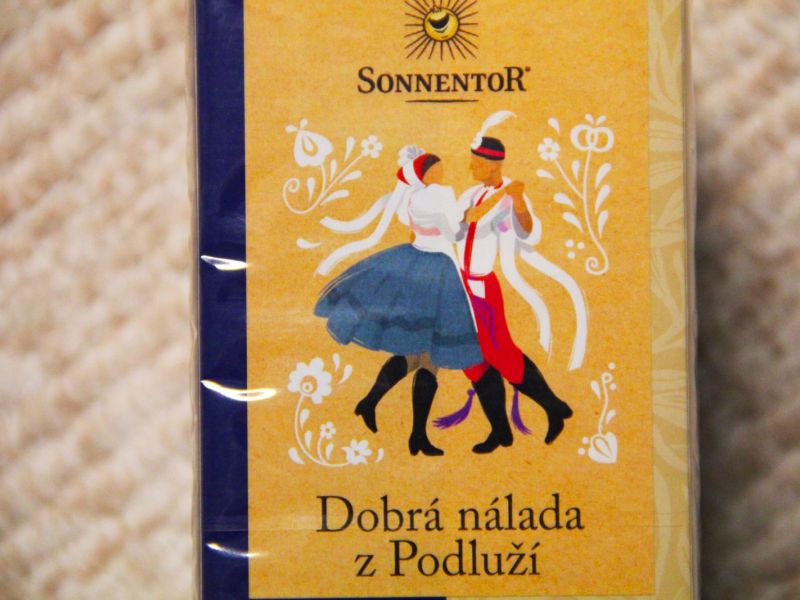 SONNENTOR®
Dobrá nálada
z Podluží